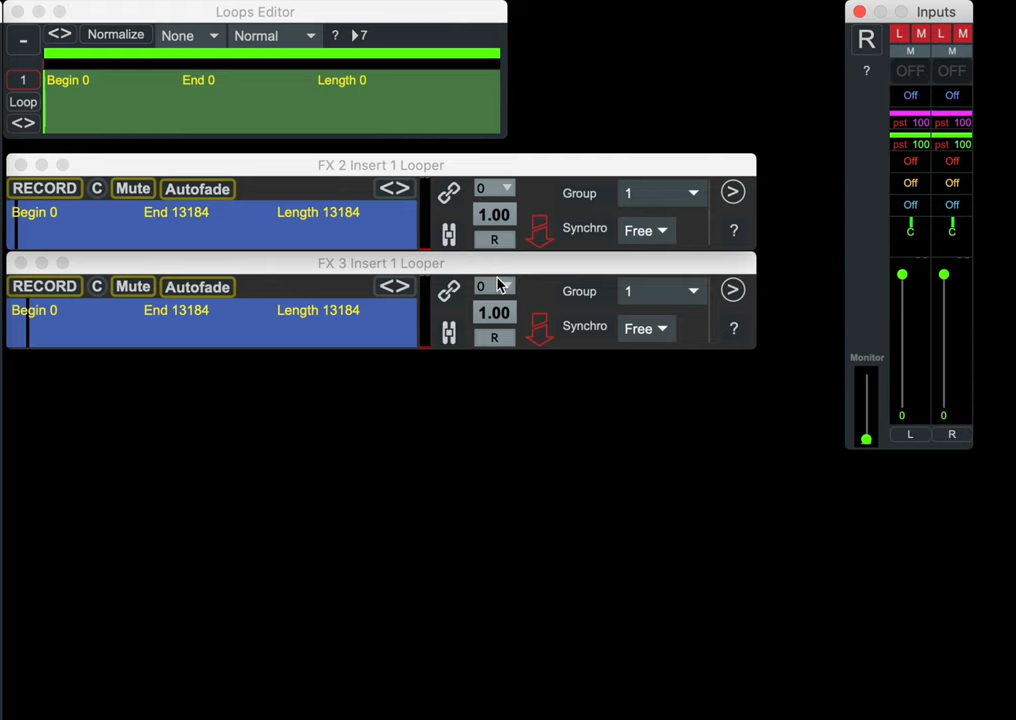 Loops Editor
- <> Normalize None Normal ? 7
1 Begin 0 End 0 Length 0
Loop
<>
FX 2 Insert 1 Looper
RECORD C Mute Autofade <> 0 Group 1 >
Begin 0 End 13184 Length 13184 1.00 Synchro Free ?
R
FX 3 Insert 1 Looper
RECORD C Mute Autofade <> 0 Group 1 >
Begin 0 End 13184 Length 13184 1.00 Synchro Free ?
R
Inputs
R L M L M
M M
? OFF OFF
Off Off
pst 100 pst 100
pst 100 pst 100
Off Off
Off Off
Off Off
C C
Monitor
0 0
L R